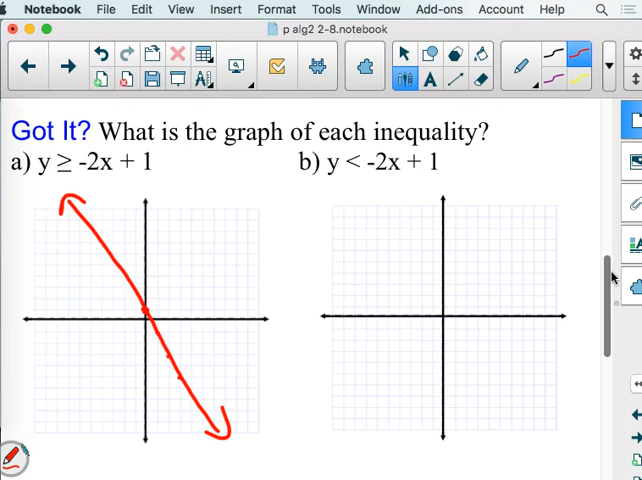 Notebook File Edit View Insert Format Tools Window Add-ons Account Help
p alg2 2-8.notebook
Got It? What is the graph of each inequality?
a) y ≥ -2x + 1
b) y < -2x + 1